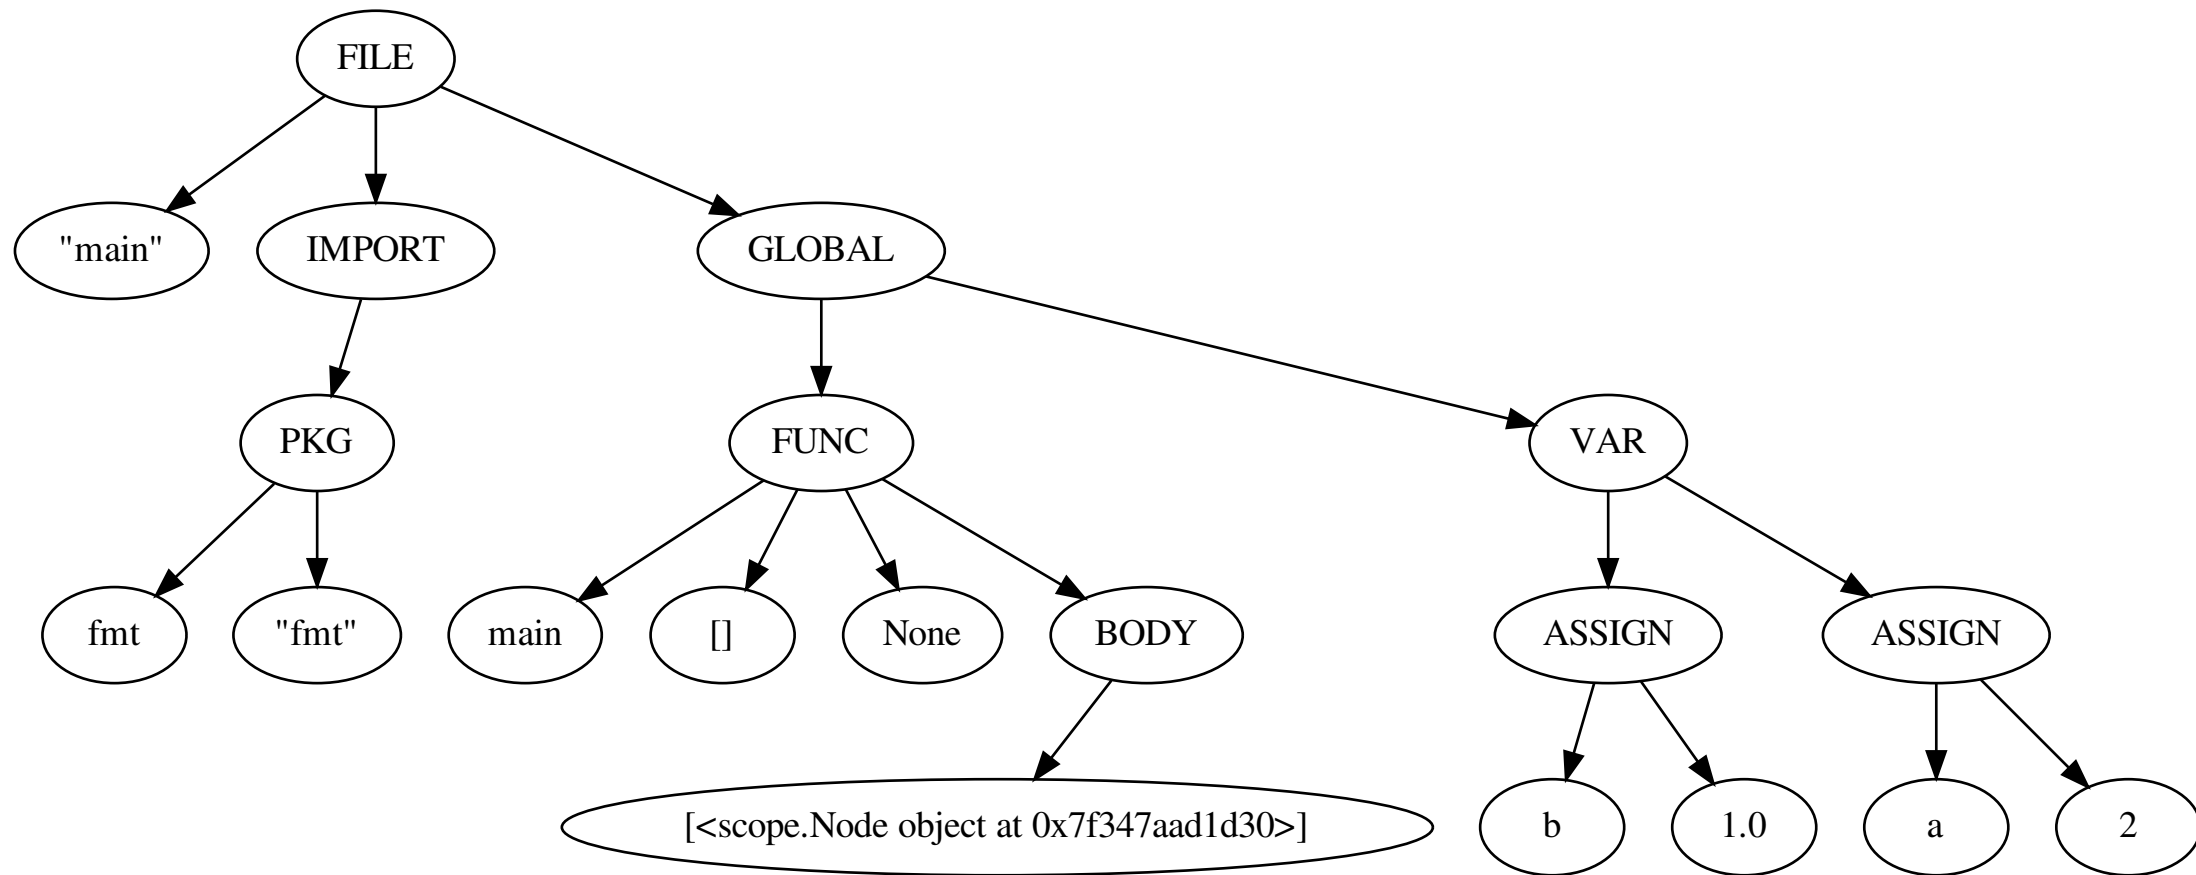 FILE
"main"
IMPORT
GLOBAL
PKG
FUNC
VAR
fmt
"fmt"
main
[]
None
BODY
ASSIGN
ASSIGN
[<scope.Node object at 0x7f347aad1d30>]
b
1.0
a
2